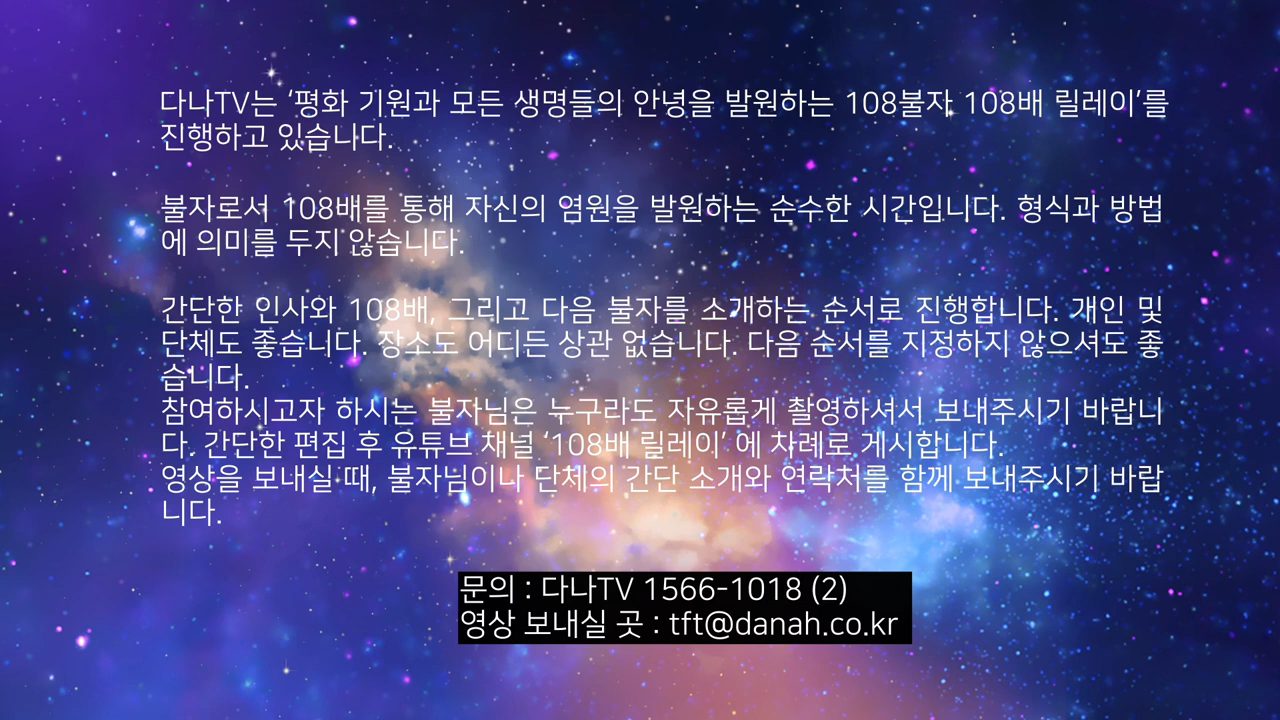 다나TV는 ‘평화 기원과 모든 생명들의 안녕을 발원하는 108불자 108배 릴레이’를
진행하고 있습니다.
불자로서 108배를 통해 자신의 염원을 발원하는 순수한 시간입니다. 형식과 방법
에 의미를 두지 않습니다.
간단한 인사와 108배, 그리고 다음 불자를 소개하는 순서로 진행합니다. 개인 및
단체도 좋습니다. 장소도 어디든 상관 없습니다. 다음 순서를 지정하지 않으셔도 좋
습니다.
참여하시고자 하시는 불자님은 누구라도 자유롭게 촬영하셔서 보내주시기 바랍니
다. 간단한 편집 후 유튜브 채널 ‘108배 릴레이’ 에 차례로 게시합니다.
영상을 보내실 때, 불자님이나 단체의 간단 소개와 연락처를 함께 보내주시기 바랍
니다.
문의 : 다나TV 1566-1018 (2)
영상 보내실 곳 : tft@danah.co.kr